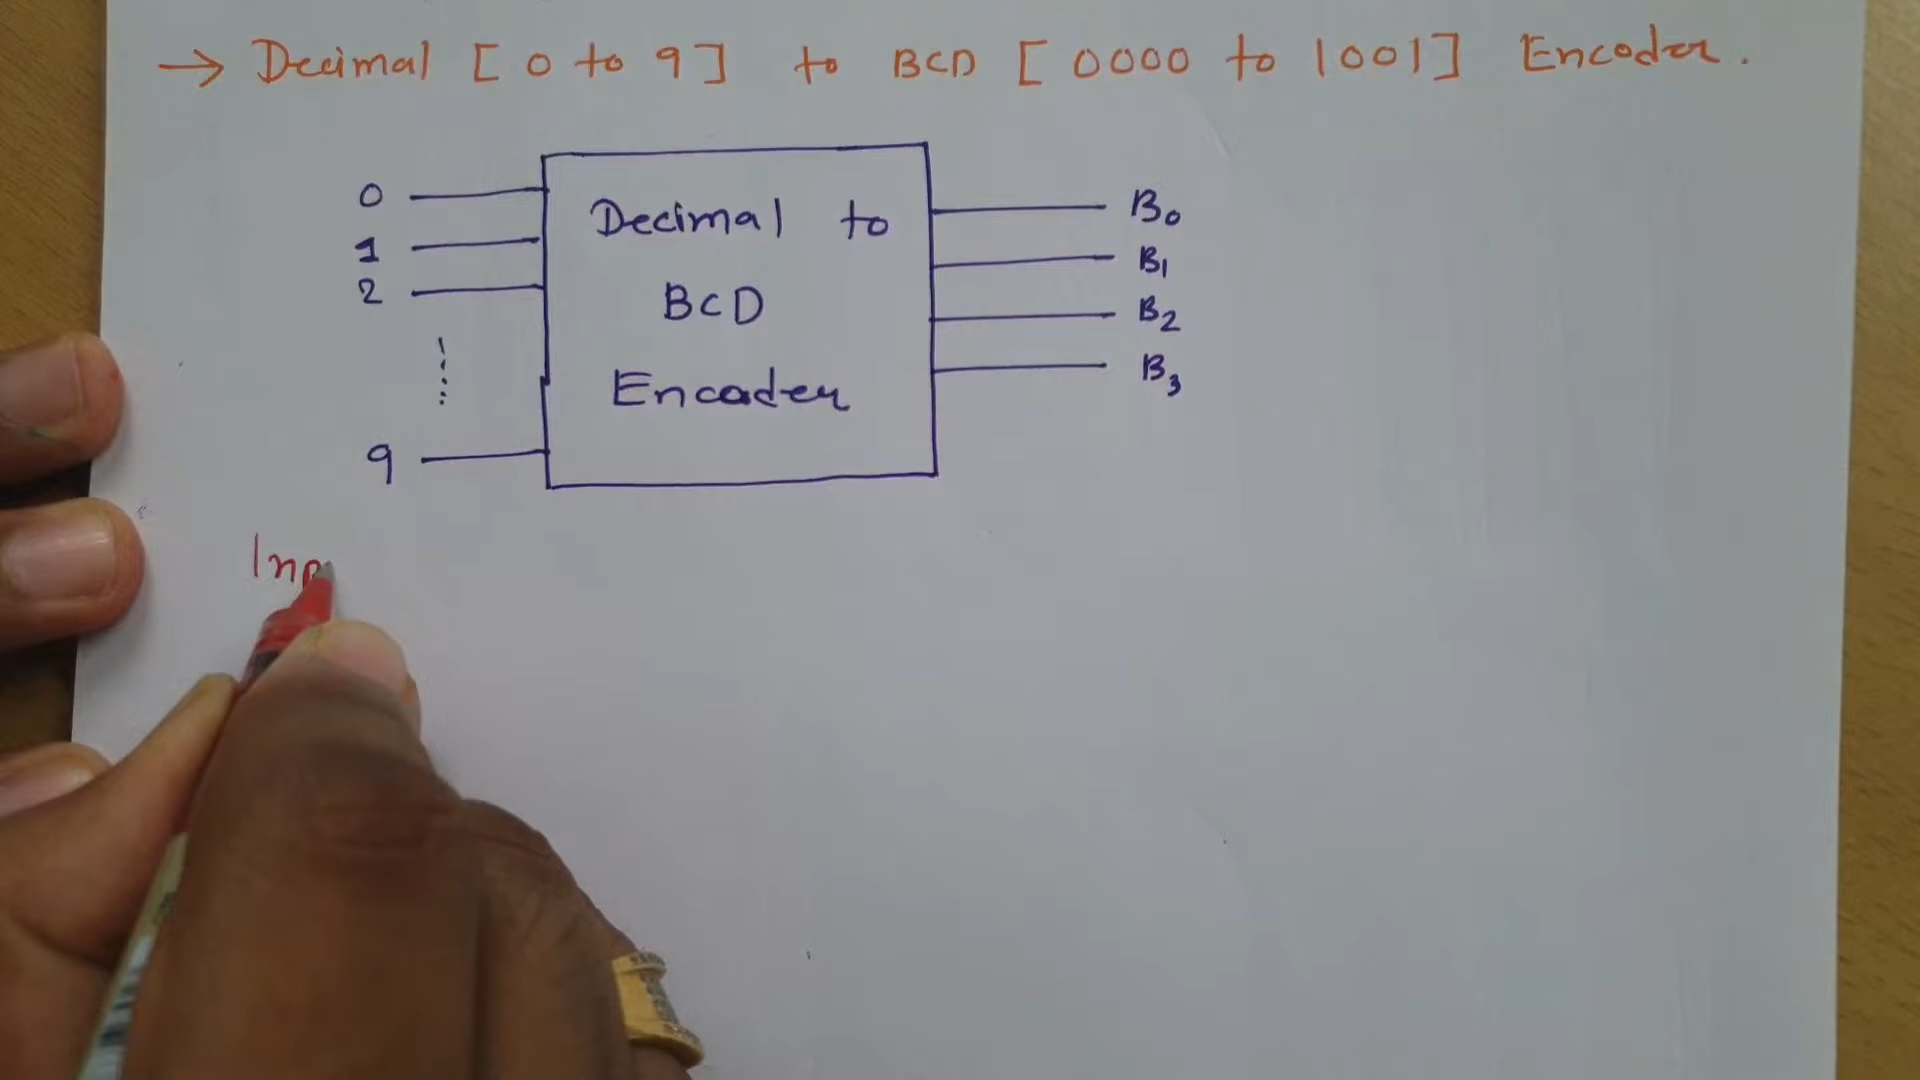 → Decimal [ 0 to 9 ] to BCD [ 0000 to 1001 ] Encoder.
0
1
2
9
Decimal to
BCD
Encoder
B0
B1
B2
B3
Inp